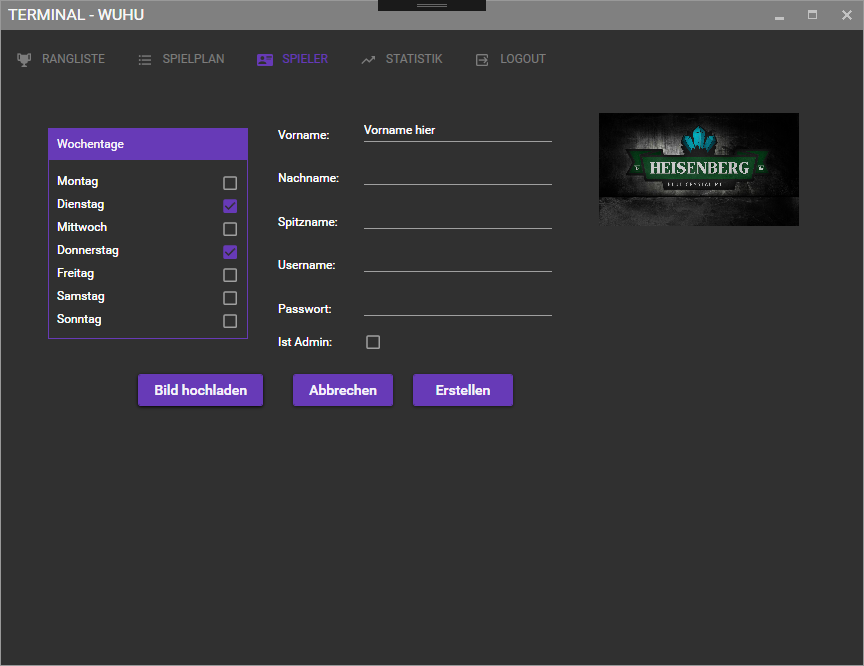 TERMINAL - WUHU
RANGLISTE SPIELPLAN SPIELER STATISTIK LOGOUT
Wochentage
Montag
Dienstag
Mittwoch
Donnerstag
Freitag
Samstag
Sonntag
Vorname: Vorname hier
Nachname:
Spitzname:
Username:
Passwort:
Ist Admin:
HEISENBERG
Bild hochladen Abbrechen Erstellen